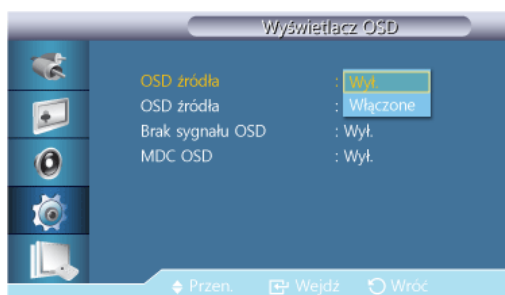 Wyświetlacz OSD
OSD źródła : Wył.
OSD źródła : Włączone
Brak sygnału OSD : Wył.
MDC OSD : Wył.
Przen. Wejdź Wróć